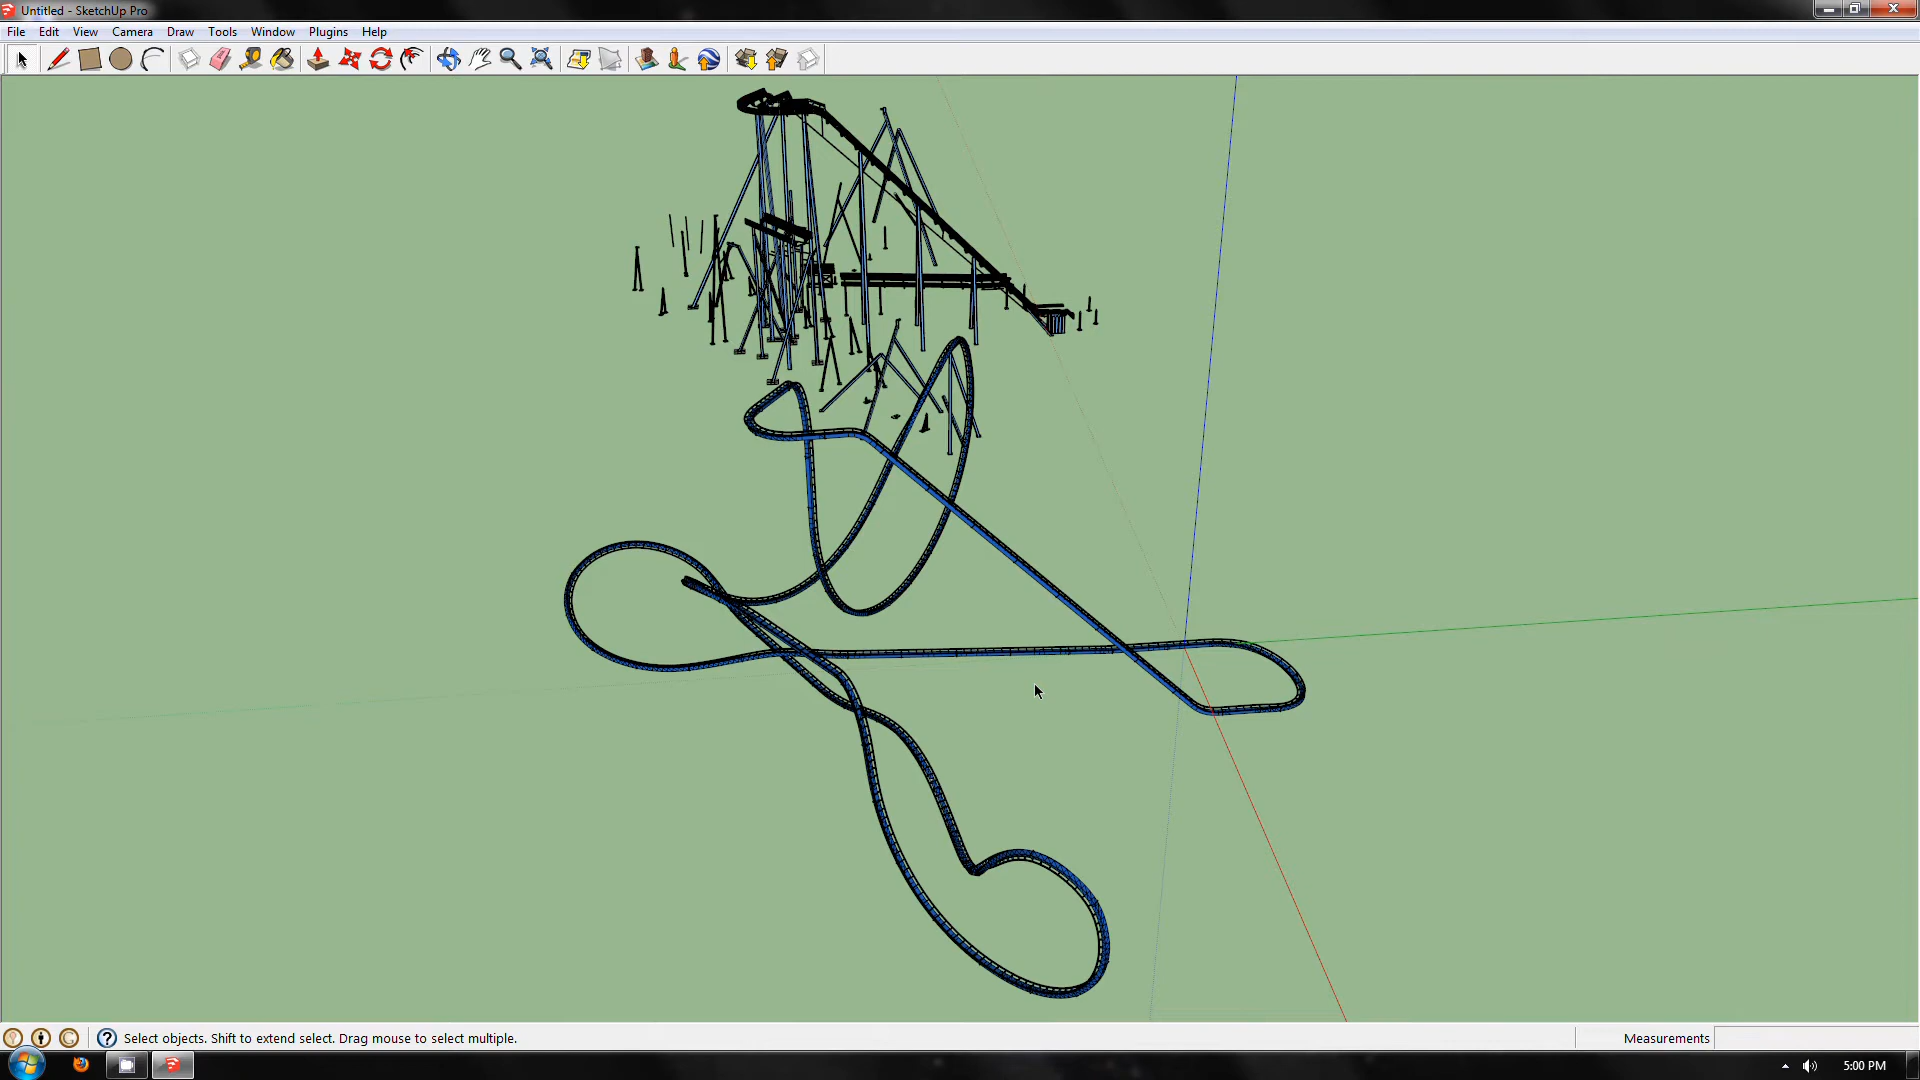 Untitled - SketchUp Pro
File Edit View Camera Draw Tools Window Plugins Help
Select objects. Shift to extend select. Drag mouse to select multiple.
Measurements
5:00 PM